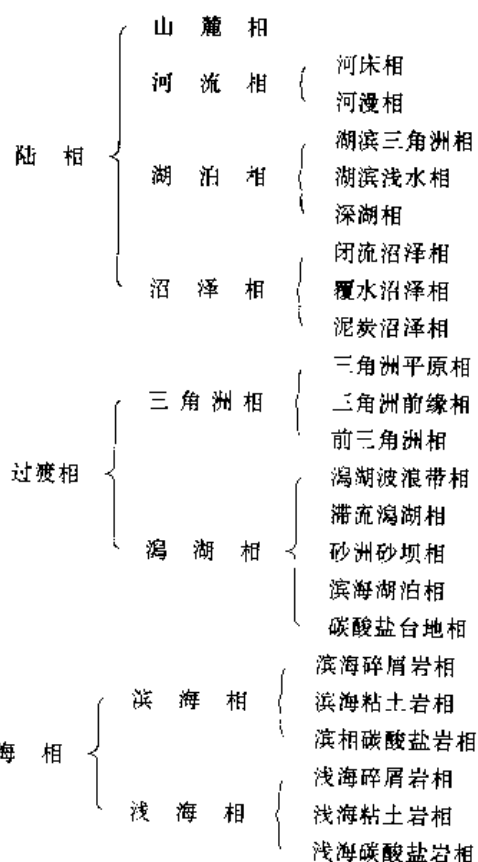 山麓相
河流相
河床相
河漫相
陆相
湖泊相
湖滨三角洲相
湖滨浅水相
深湖相
沼泽相
闭流沼泽相
覆水沼泽相
泥炭沼泽相
过渡相
三角洲相
三角洲平原相
三角洲前缘相
前三角洲相
潟湖相
潟湖波浪带相
滞流潟湖相
砂洲砂坝相
滨海湖泊相
碳酸盐台地相
海相
滨海相
滨海碎屑岩相
滨海粘土岩相
滨相碳酸盐岩相
浅海相
浅海碎屑岩相
浅海粘土岩相
浅海碳酸盐岩相